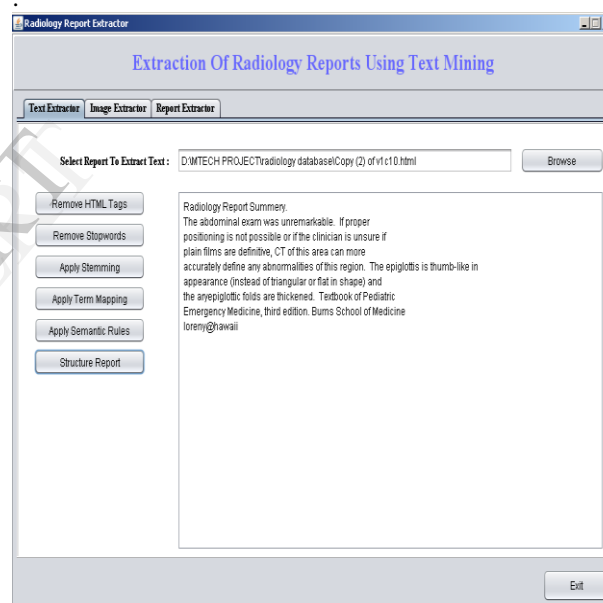 Radiology Report Extractor
Extraction Of Radiology Reports Using Text Mining
Text Extractor Image Extractor Report Extractor
Select Report To Extract Text : D:\MTECH PROJECT\radiology database\Copy (2) of v1c10.html Browse
Remove HTML Tags
Remove Stopwords
Apply Stemming
Apply Term Mapping
Apply Semantic Rules
Structure Report
Radiology Report Summery.
The abdominal exam was unremarkable. If proper
positioning is not possible or if the clinician is unsure if
plain films are definitive, CT of this area can more
accurately define any abnormalities of this region. The epiglottis is thumb-like in
appearance (instead of triangular or flat in shape) and
the aryepiglottic folds are thickened. Textbook of Pediatric
Emergency Medicine, third edition. Burns School of Medicine
loreny@hawaii
Exit